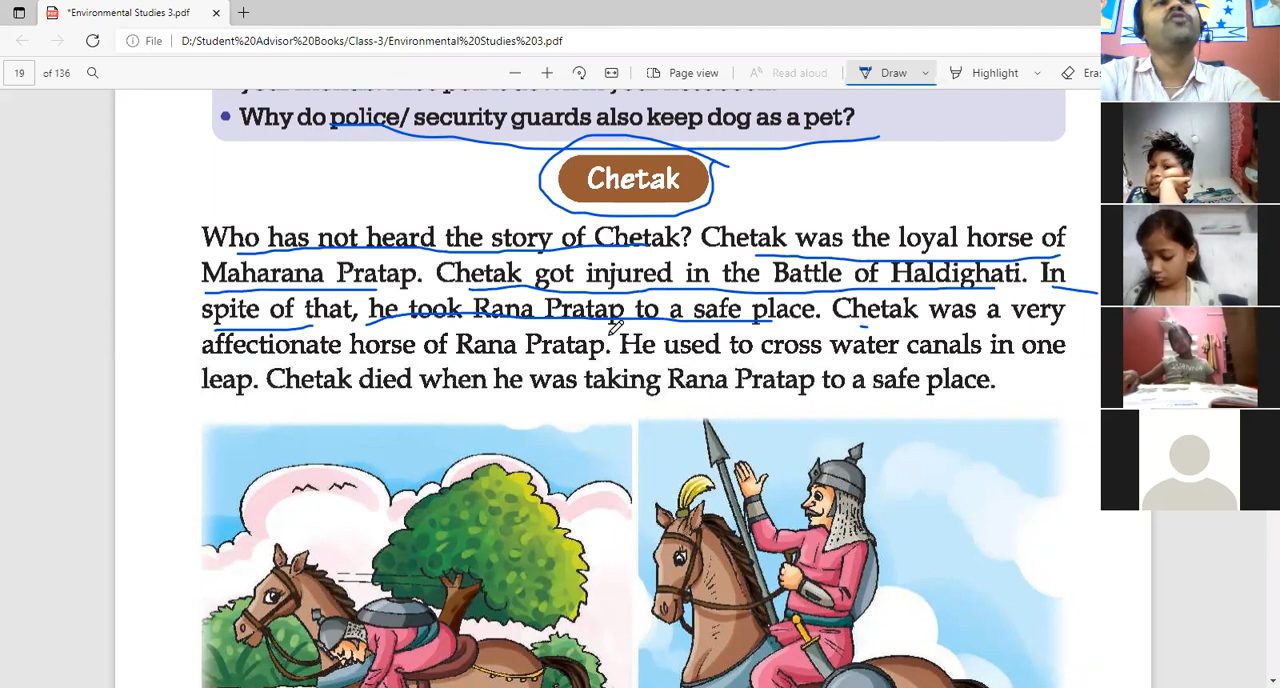 *Environmental Studies 3.pdf
File
D:/Student%20Advisor%20Books/Class-3/Environmental%20Studies%203.pdf
19 of 136
Page view
Read aloud
Draw
Highlight
• Why do police/ security guards also keep dog as a pet?
Chetak
Who has not heard the story of Chetak? Chetak was the loyal horse of
Maharana Pratap. Chetak got injured in the Battle of Haldighati. In
spite of that, he took Rana Pratap to a safe place. Chetak was a very
affectionate horse of Rana Pratap. He used to cross water canals in one
leap. Chetak died when he was taking Rana Pratap to a safe place.